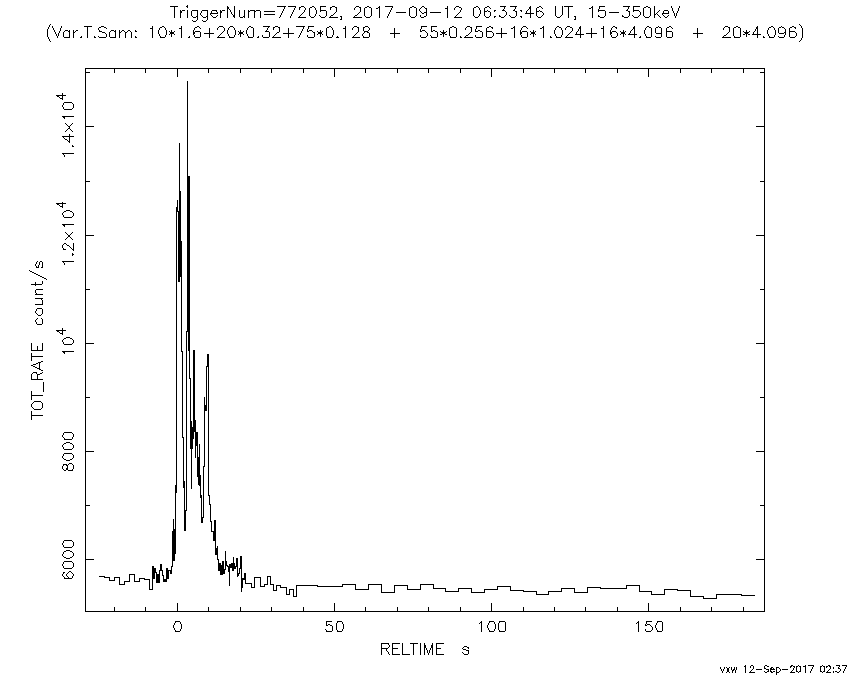 TriggerNum=772052, 2017-09-12 06:33:46 UT, 15-350keV
(Var.T.Sam: 10*1.6+20*0.32+75*0.128 + 55*0.256+16*1.024+16*4.096 + 20*4.096)
1.4×10⁴
1.2×10⁴
10⁴
8000
6000
TOT_RATE count/s
0 50 100 150
RELTIME s
vxw 12-Sep-2017 02:37